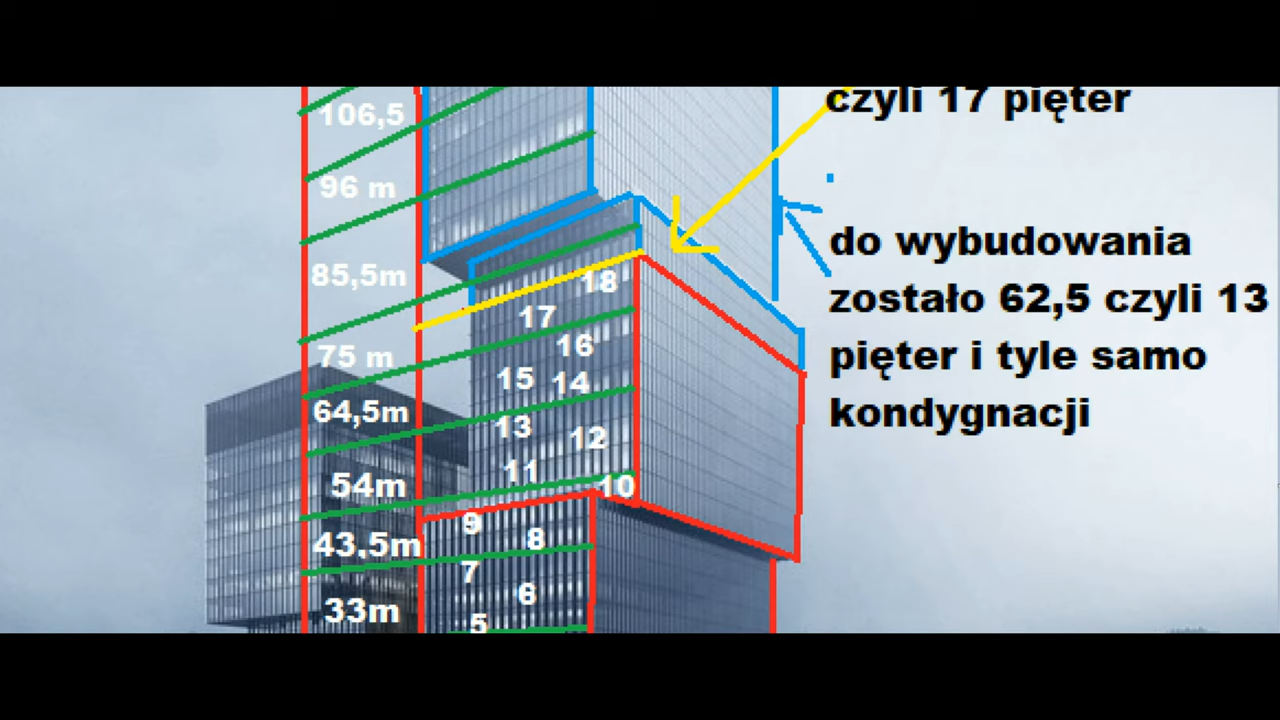 106,5
czyli 17 pięter
96 m
do wybudowania
85,5m
18
zostało 62,5 czyli 13
17
16
75 m
pięter i tyle samo
15
14
64,5m
kondygnacji
13
12
11
54m
10
9
8
43,5m
7
6
33m
5